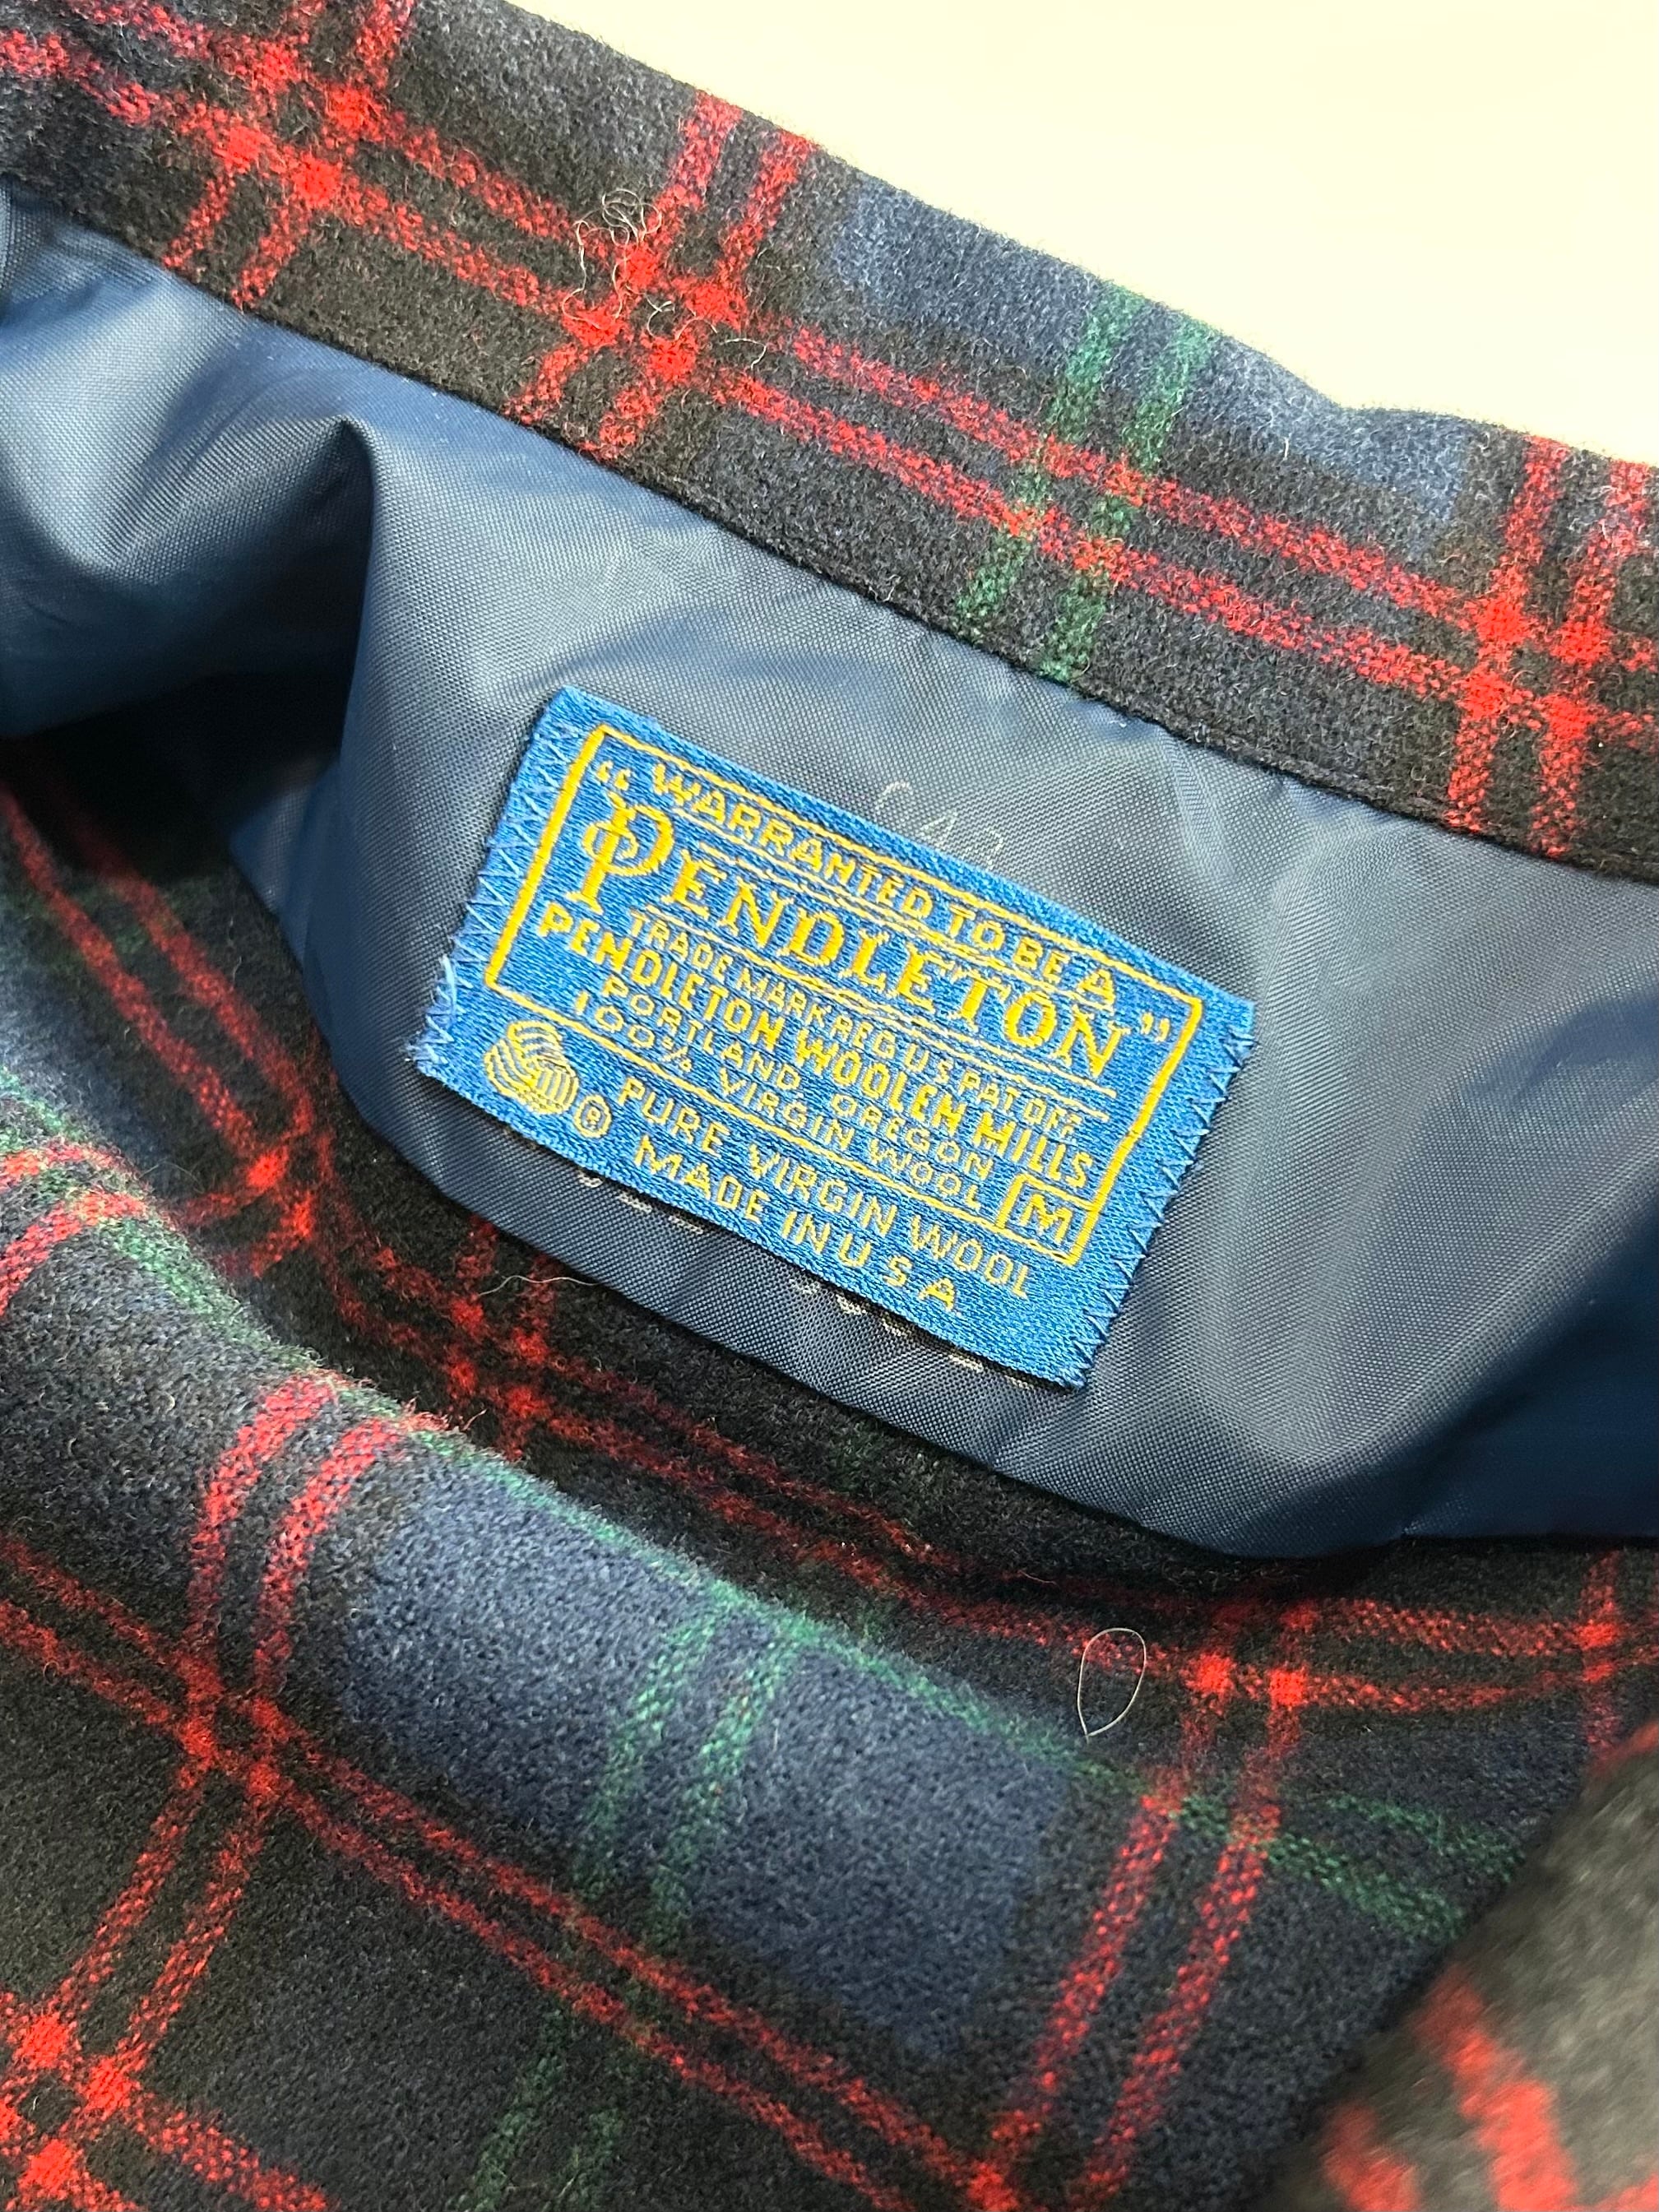 "WARRANTED TO BE A
PENDLETON"
TRADE MARK REG U S PAT OFF.
PENDLETON WOOLEN MILLS
PORTLAND, OREGON
100% VIRGIN WOOL
M
® PURE VIRGIN WOOL
MADE IN U S A